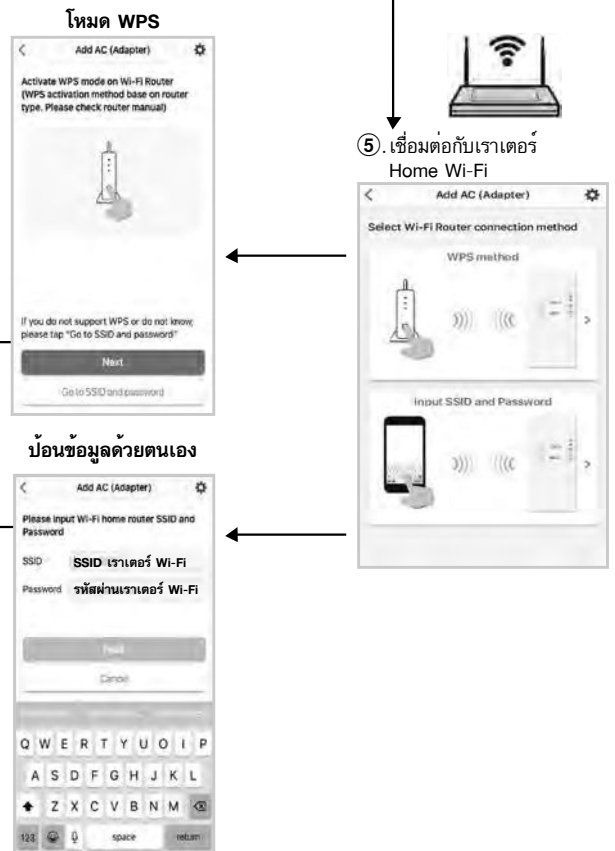 โหมด WPS
Add AC (Adapter)
Activate WPS mode on Wi-Fi Router
(WPS activation method base on router
type. Please check router manual)
If you do not support WPS or do not know,
please tap "Go to SSID and password"
Next
Go to SSID and password
ป้อนข้อมูลด้วยตนเอง
Add AC (Adapter)
Please input Wi-Fi home router SSID and
Password
SSID SSID เราเตอร์ Wi-Fi
Password รหัสผ่านเราเตอร์ Wi-Fi
Next
Cancel
Q W E R T Y U O I P
A S D F G H J K L
Z X C V B N M
123 space return
⑤. เชื่อมต่อกับเราเตอร์
Home Wi-Fi
Add AC (Adapter)
Select Wi-Fi Router connection method
WPS method
Input SSID and Password